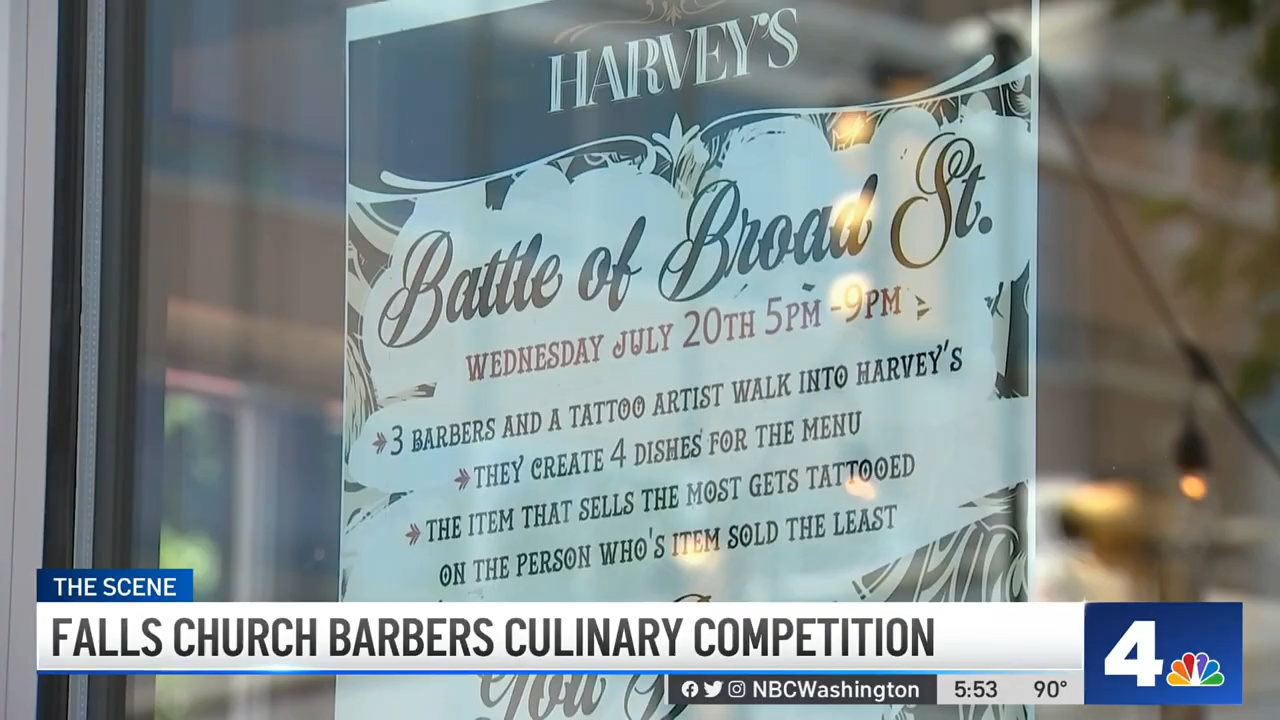 HARVEY'S
Battle of Broad St.
WEDNESDAY JULY 20TH 5PM -9PM
3 BARBERS AND A TATTOO ARTIST WALK INTO HARVEY'S
THEY CREATE 4 DISHES FOR THE MENU
THE ITEM THAT SELLS THE MOST GETS TATTOOED
ON THE PERSON WHO'S ITEM SOLD THE LEAST
THE SCENE
FALLS CHURCH BARBERS CULINARY COMPETITION
4
You
NBCWashington 5:53 90°